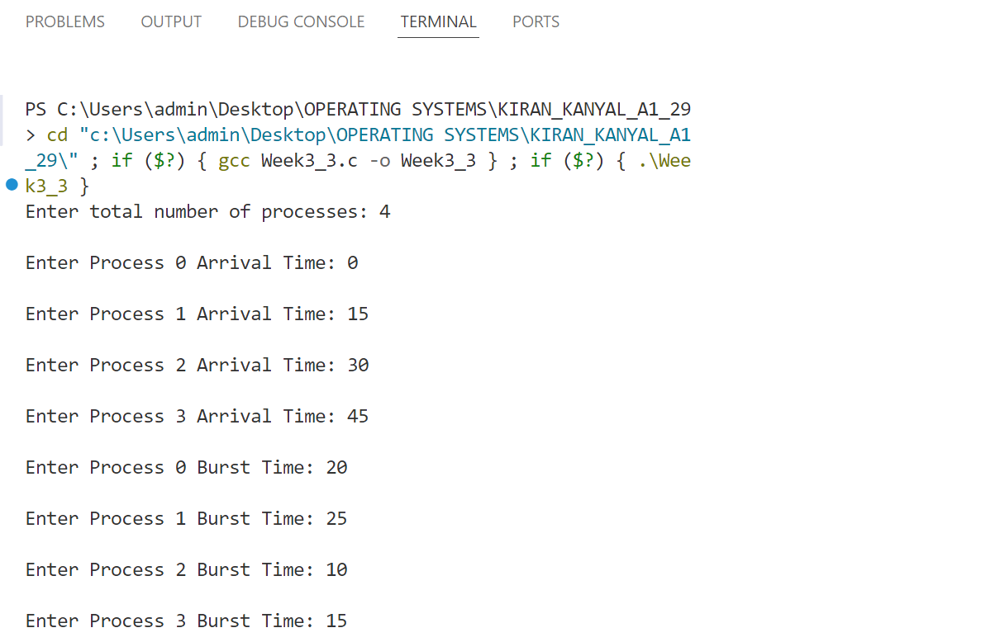 PROBLEMS OUTPUT DEBUG CONSOLE TERMINAL PORTS
PS C:\Users\admin\Desktop\OPERATING SYSTEMS\KIRAN_KANYAL_A1_29
> cd "c:\Users\admin\Desktop\OPERATING SYSTEMS\KIRAN_KANYAL_A1
_29\" ; if ($?) { gcc Week3_3.c -o Week3_3 } ; if ($?) { .\Wee
k3_3 }
Enter total number of processes: 4
Enter Process 0 Arrival Time: 0
Enter Process 1 Arrival Time: 15
Enter Process 2 Arrival Time: 30
Enter Process 3 Arrival Time: 45
Enter Process 0 Burst Time: 20
Enter Process 1 Burst Time: 25
Enter Process 2 Burst Time: 10
Enter Process 3 Burst Time: 15